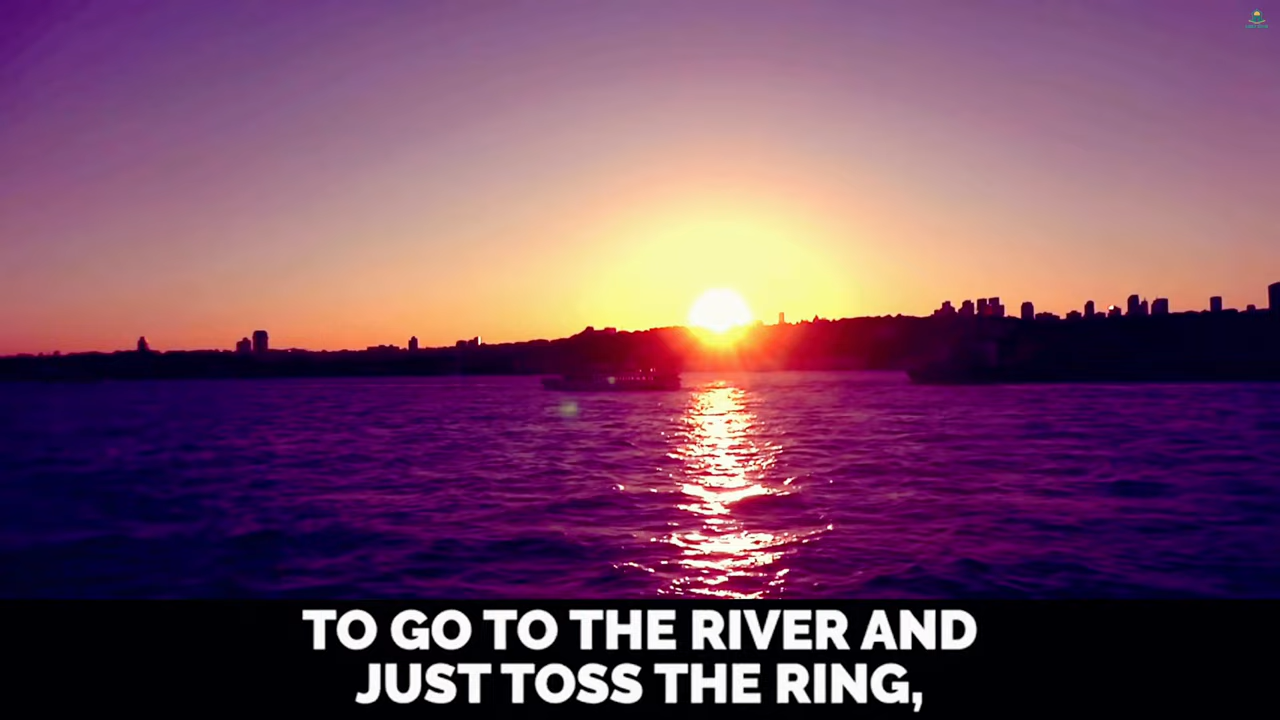 TO GO TO THE RIVER AND
JUST TOSS THE RING,